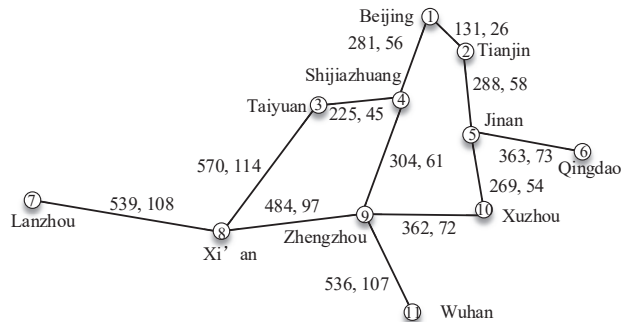 Beijing
1
131, 26
281, 56
2
Tianjin
Shijiazhuang
288, 58
Taiyuan
3
4
225, 45
5
Jinan
6
Qingdao
363, 73
570, 114
304, 61
269, 54
7
Lanzhou
539, 108
484, 97
8
Xi’ an
Zhengzhou
9
362, 72
10
Xuzhou
536, 107
11
Wuhan